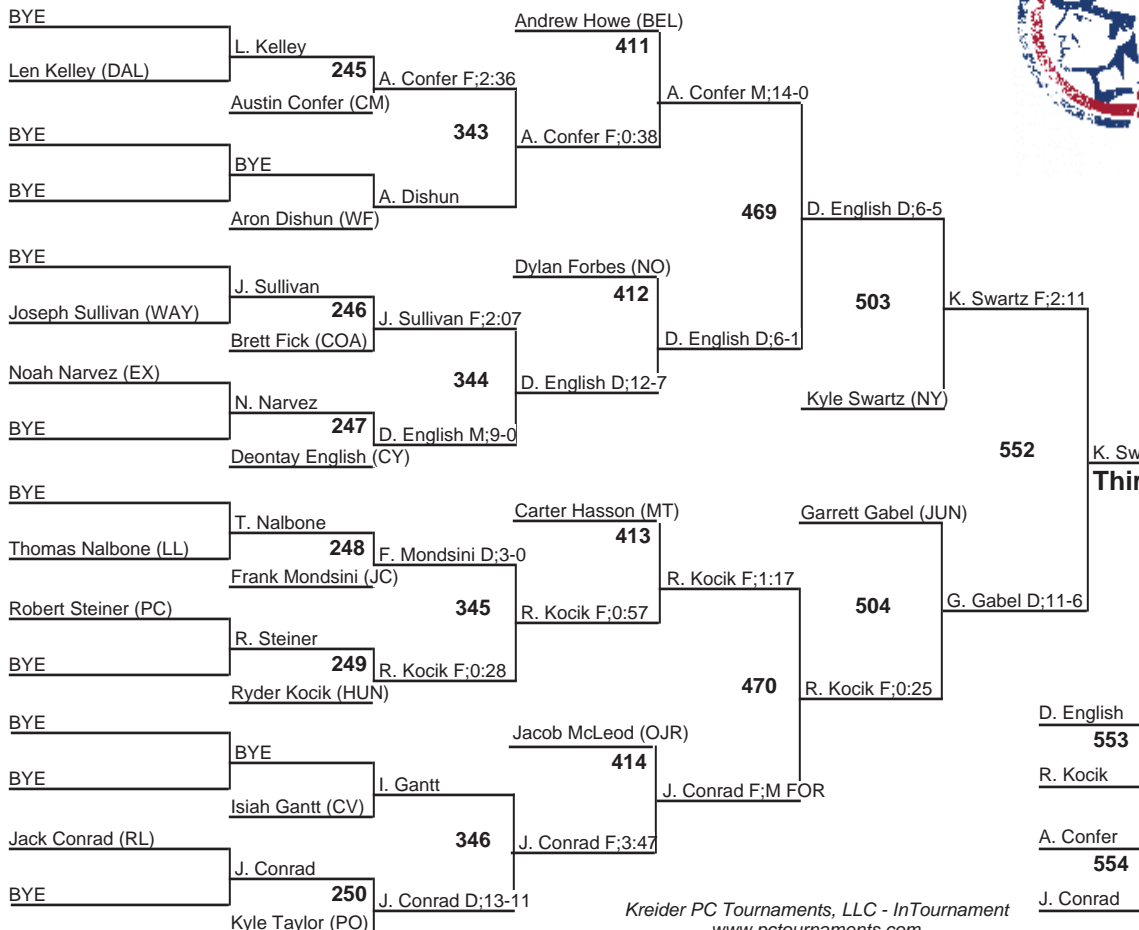 BYE
Len Kelley (DAL)
BYE
BYE
BYE
Joseph Sullivan (WAY)
Noah Narvez (EX)
BYE
BYE
Thomas Nalbone (LL)
Robert Steiner (PC)
BYE
BYE
BYE
Jack Conrad (RL)
BYE
L. Kelley
245
Austin Confer (CM)
BYE
Aron Dishun (WF)
J. Sullivan
246
Brett Fick (COA)
N. Narvez
247
Deontay English (CY)
T. Nalbone
248
Frank Mondsini (JC)
R. Steiner
249
Ryder Kocik (HUN)
BYE
Isiah Gantt (CV)
J. Conrad
250
Kyle Taylor (PO)
A. Confer F;2:36
343
A. Dishun
J. Sullivan F;2:07
344
D. English M;9-0
F. Mondsini D;3-0
345
R. Kocik F;0:28
I. Gantt
346
J. Conrad D;13-11
Andrew Howe (BEL)
411
A. Confer F;0:38
Dylan Forbes (NO)
412
D. English D;12-7
Carter Hasson (MT)
413
R. Kocik F;0:57
Jacob McLeod (OJR)
414
J. Conrad F;3:47
A. Confer M;14-0
469
D. English D;6-1
R. Kocik F;1:17
470
J. Conrad F;M FOR
D. English D;6-5
503
Kyle Swartz (NY)
Garrett Gabel (JUN)
504
R. Kocik F;0:25
K. Swartz F;2:11
552
G. Gabel D;11-6
K. Sw
Thir
D. English
553
R. Kocik
A. Confer
554
J. Conrad
Kreider PC Tournaments, LLC - InTournament
www.pctournaments.com